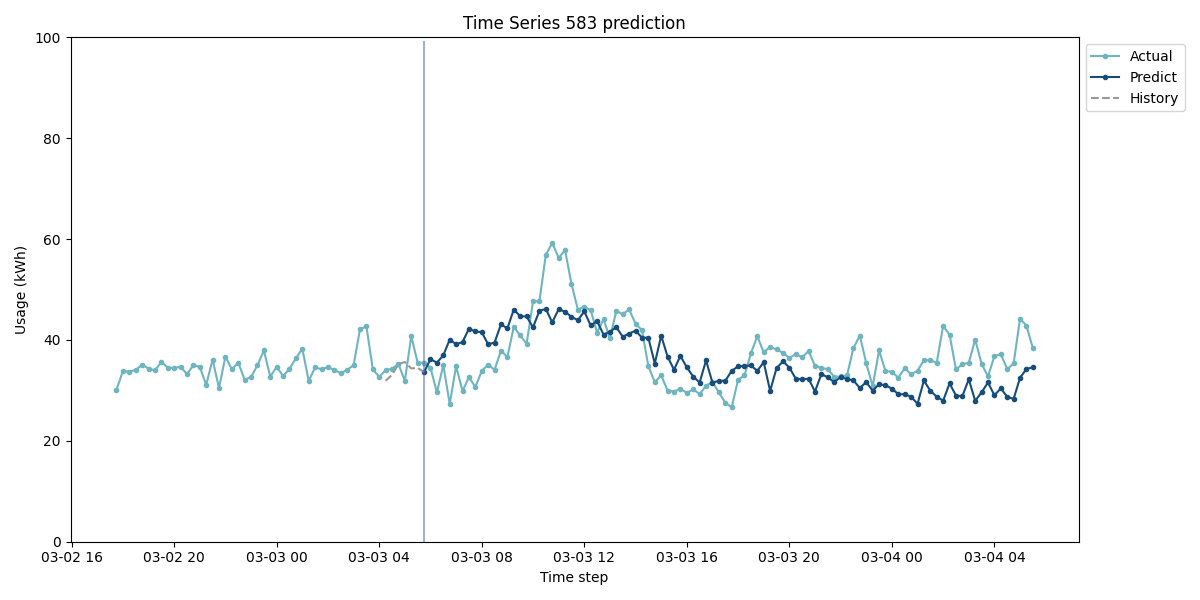 Time Series 583 prediction
100
80
60
40
20
0
Usage (kWh)
03-02 16 03-02 20 03-03 00 03-03 04 03-03 08 03-03 12 03-03 16 03-03 20 03-04 00 03-04 04
Time step
Actual
Predict
History